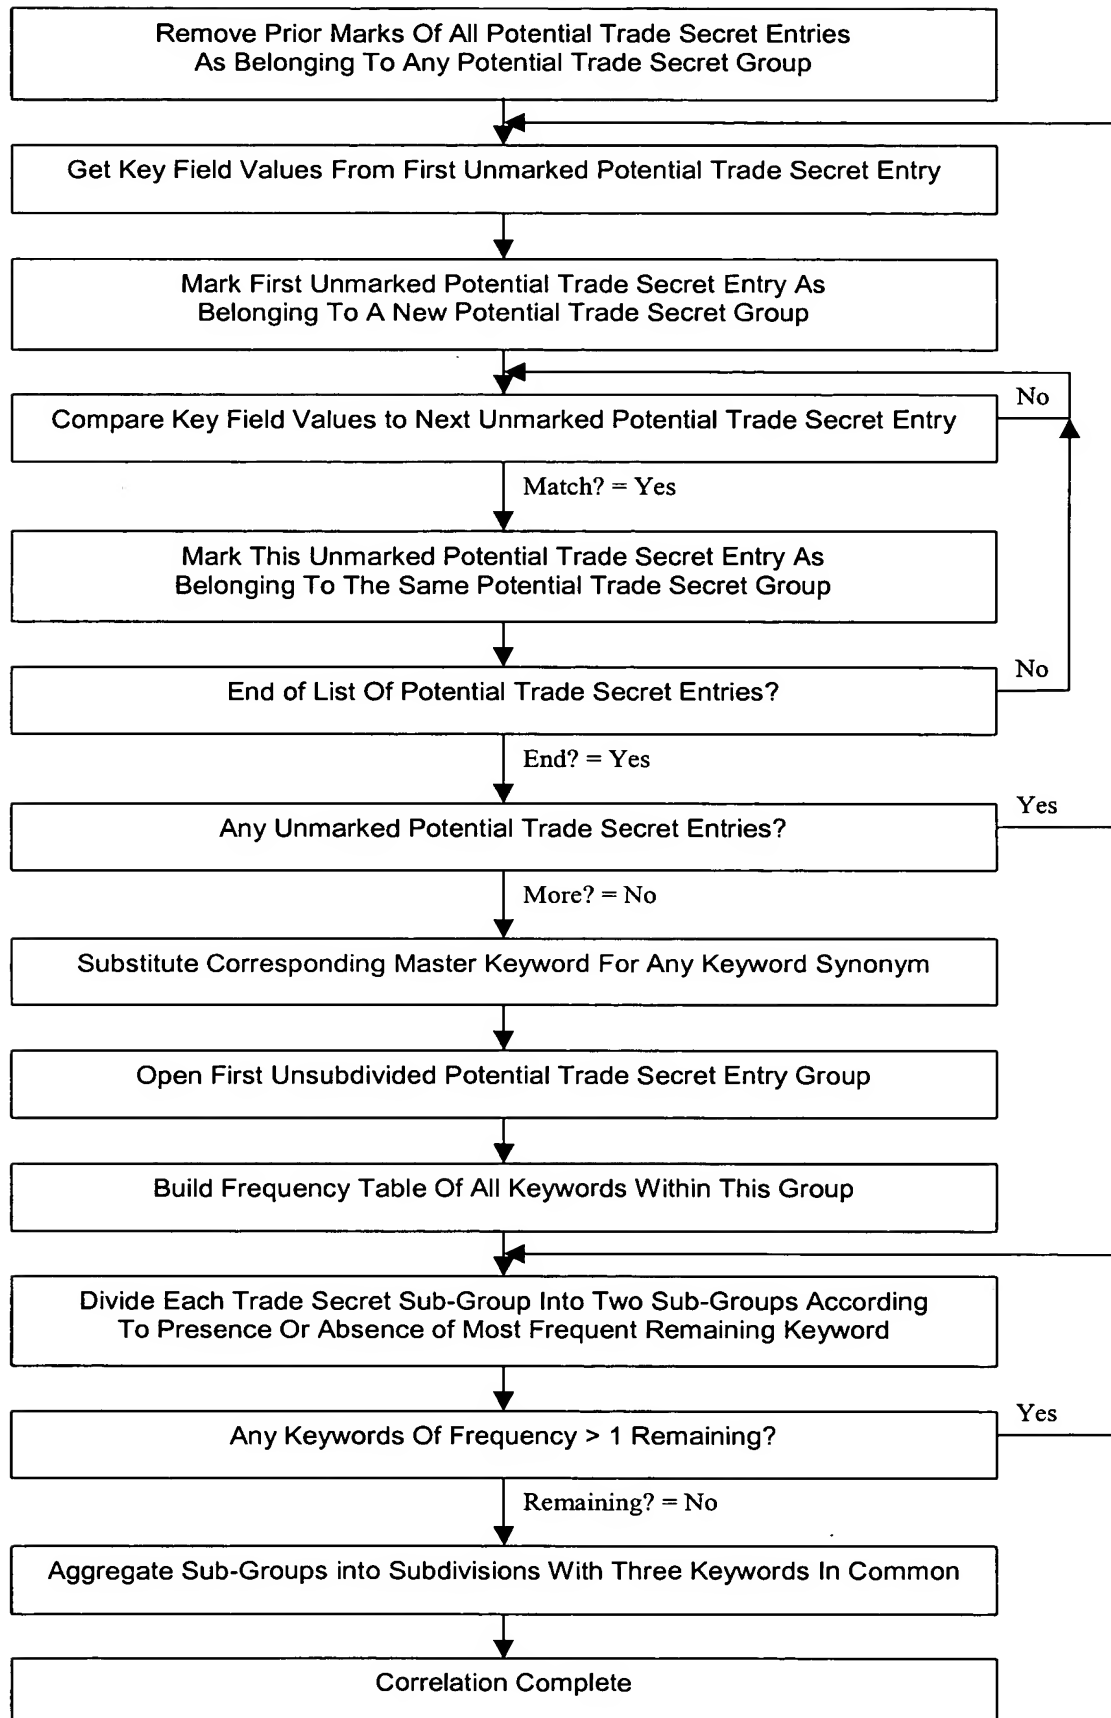 Remove Prior Marks Of All Potential Trade Secret Entries
As Belonging To Any Potential Trade Secret Group
Get Key Field Values From First Unmarked Potential Trade Secret Entry
Mark First Unmarked Potential Trade Secret Entry As
Belonging To A New Potential Trade Secret Group
No
Compare Key Field Values to Next Unmarked Potential Trade Secret Entry
Match? = Yes
Mark This Unmarked Potential Trade Secret Entry As
Belonging To The Same Potential Trade Secret Group
No
End of List Of Potential Trade Secret Entries?
End? = Yes
Yes
Any Unmarked Potential Trade Secret Entries?
More? = No
Substitute Corresponding Master Keyword For Any Keyword Synonym
Open First Unsubdivided Potential Trade Secret Entry Group
Build Frequency Table Of All Keywords Within This Group
Divide Each Trade Secret Sub-Group Into Two Sub-Groups According
To Presence Or Absence of Most Frequent Remaining Keyword
Yes
Any Keywords Of Frequency > 1 Remaining?
Remaining? = No
Aggregate Sub-Groups into Subdivisions With Three Keywords In Common
Correlation Complete